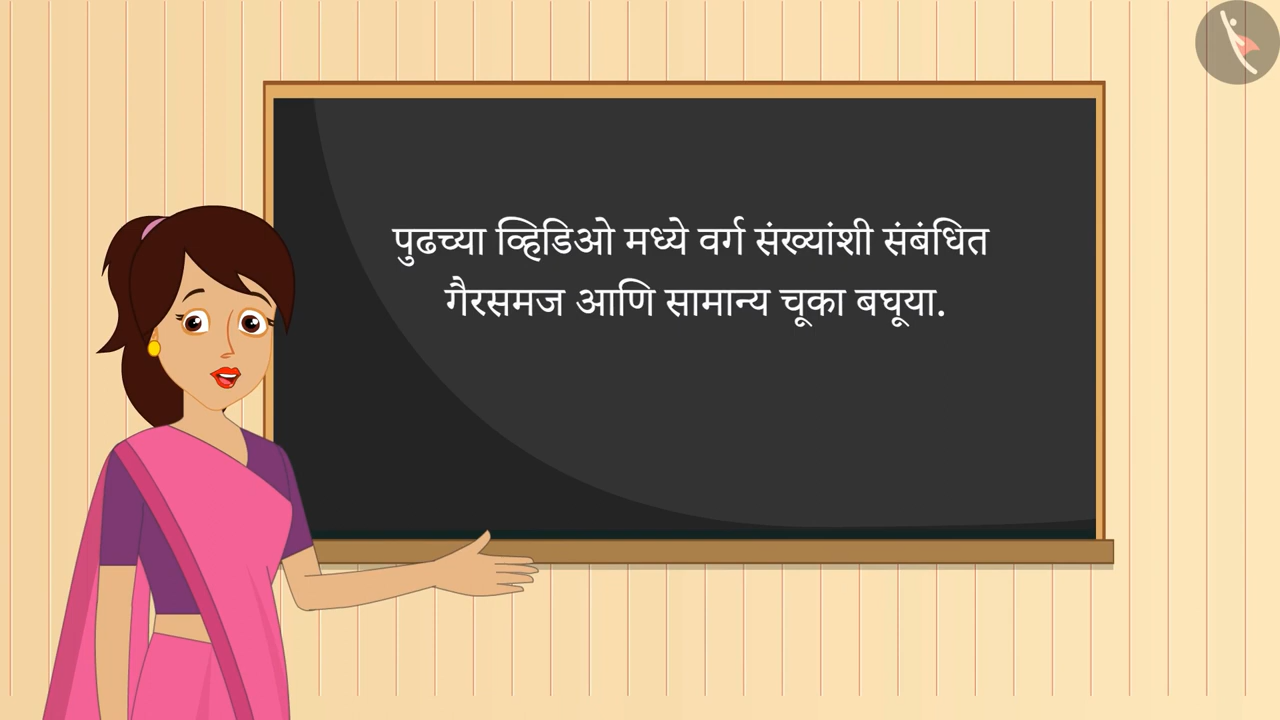 पुढच्या व्हिडिओ मध्ये वर्ग संख्यांशी संबंधित
गैरसमज आणि सामान्य चूका बघूया.